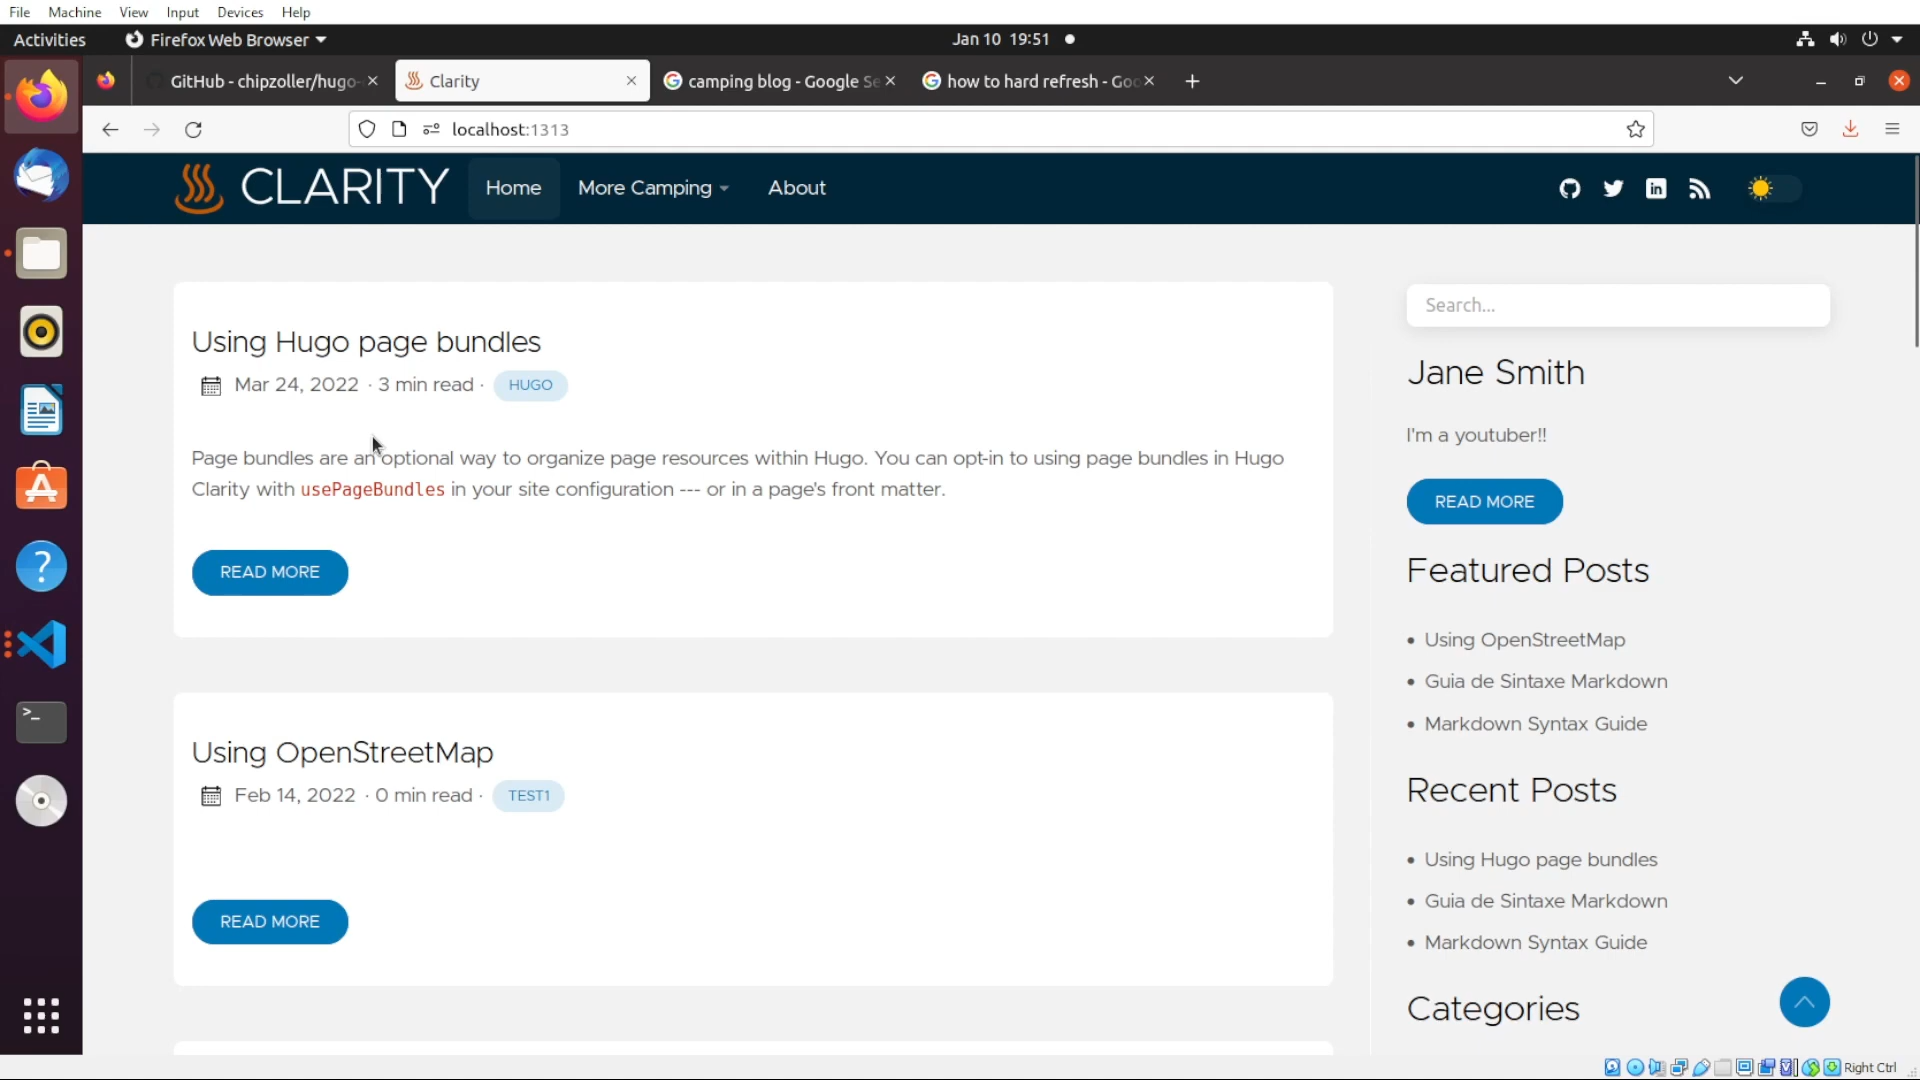 File Machine View Input Devices Help
Activities Firefox Web Browser Jan 10 19:51
GitHub - chipzoller/hugo- Clarity camping blog - Google Se how to hard refresh - Goo
localhost:1313
CLARITY Home More Camping About
Search...
Using Hugo page bundles
Mar 24, 2022 · 3 min read · HUGO
Page bundles are an optional way to organize page resources within Hugo. You can opt-in to using page bundles in Hugo
Clarity with usePageBundles in your site configuration --- or in a page's front matter.
READ MORE
Using OpenStreetMap
Feb 14, 2022 · 0 min read · TEST1
READ MORE
Jane Smith
I'm a youtuber!!
READ MORE
Featured Posts
Using OpenStreetMap
Guia de Sintaxe Markdown
Markdown Syntax Guide
Recent Posts
Using Hugo page bundles
Guia de Sintaxe Markdown
Markdown Syntax Guide
Categories
Right Ctrl